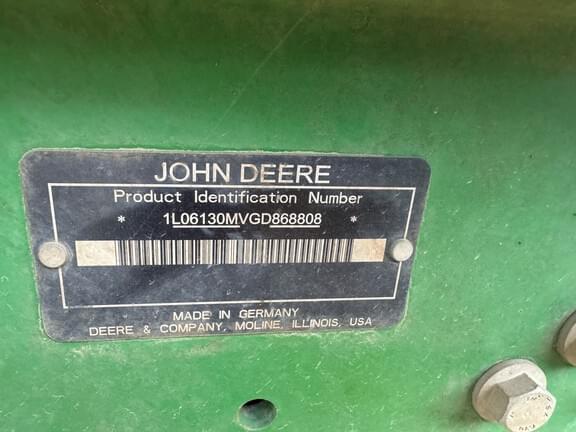 JOHN DEERE
Product Identification Number
* 1L06130MVGD868808 *
MADE IN GERMANY
DEERE & COMPANY, MOLINE, ILLINOIS, USA